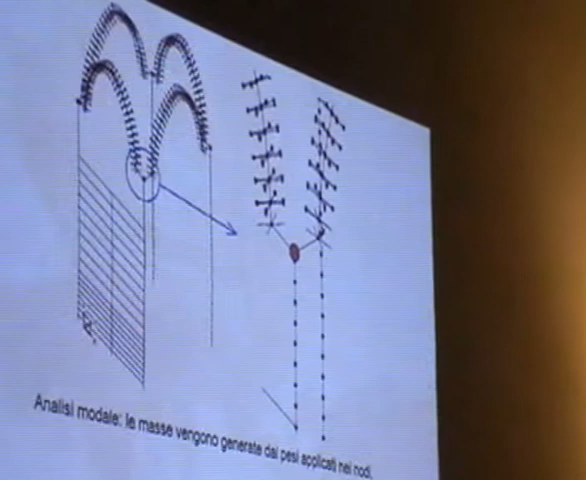 Analisi modale: le masse vengono generate dai pesi applicati nei nodi.